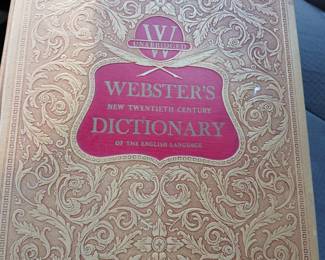 W
UNABRIDGED
WEBSTER'S
NEW TWENTIETH CENTURY
DICTIONARY
OF THE ENGLISH LANGUAGE